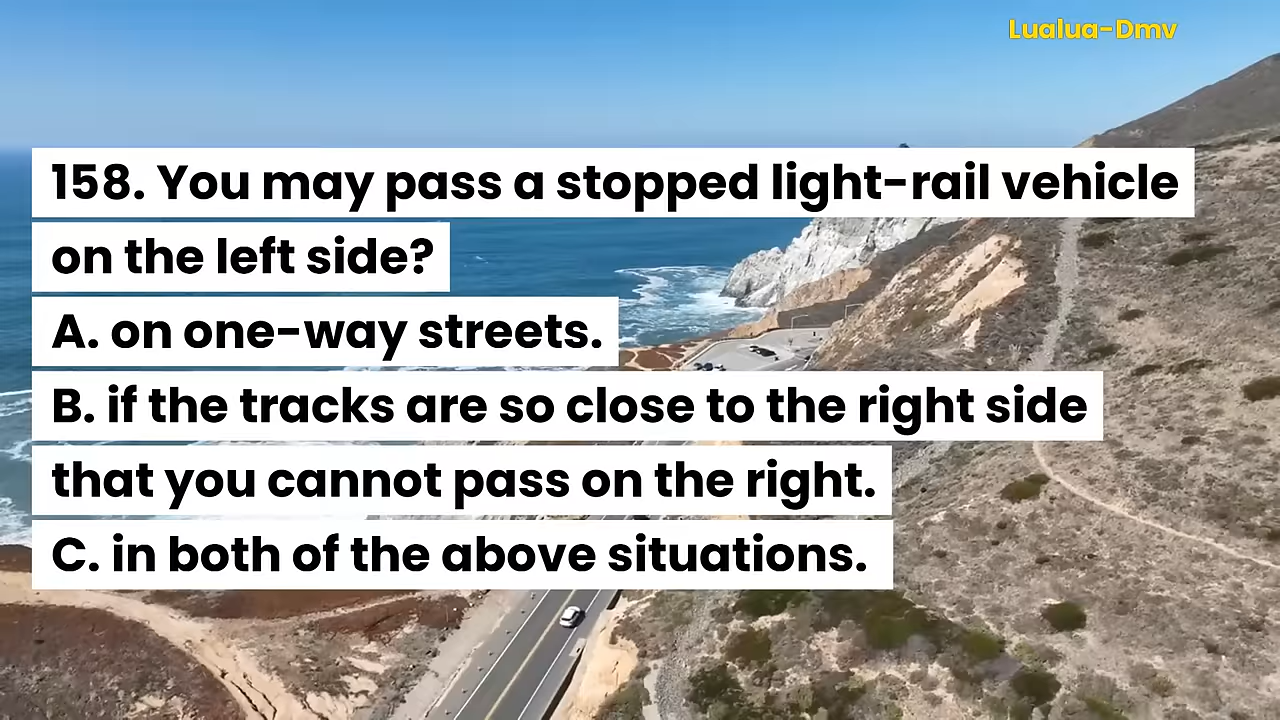 Lualua-Dmv
158. You may pass a stopped light-rail vehicle
on the left side?
A. on one-way streets.
B. if the tracks are so close to the right side
that you cannot pass on the right.
C. in both of the above situations.